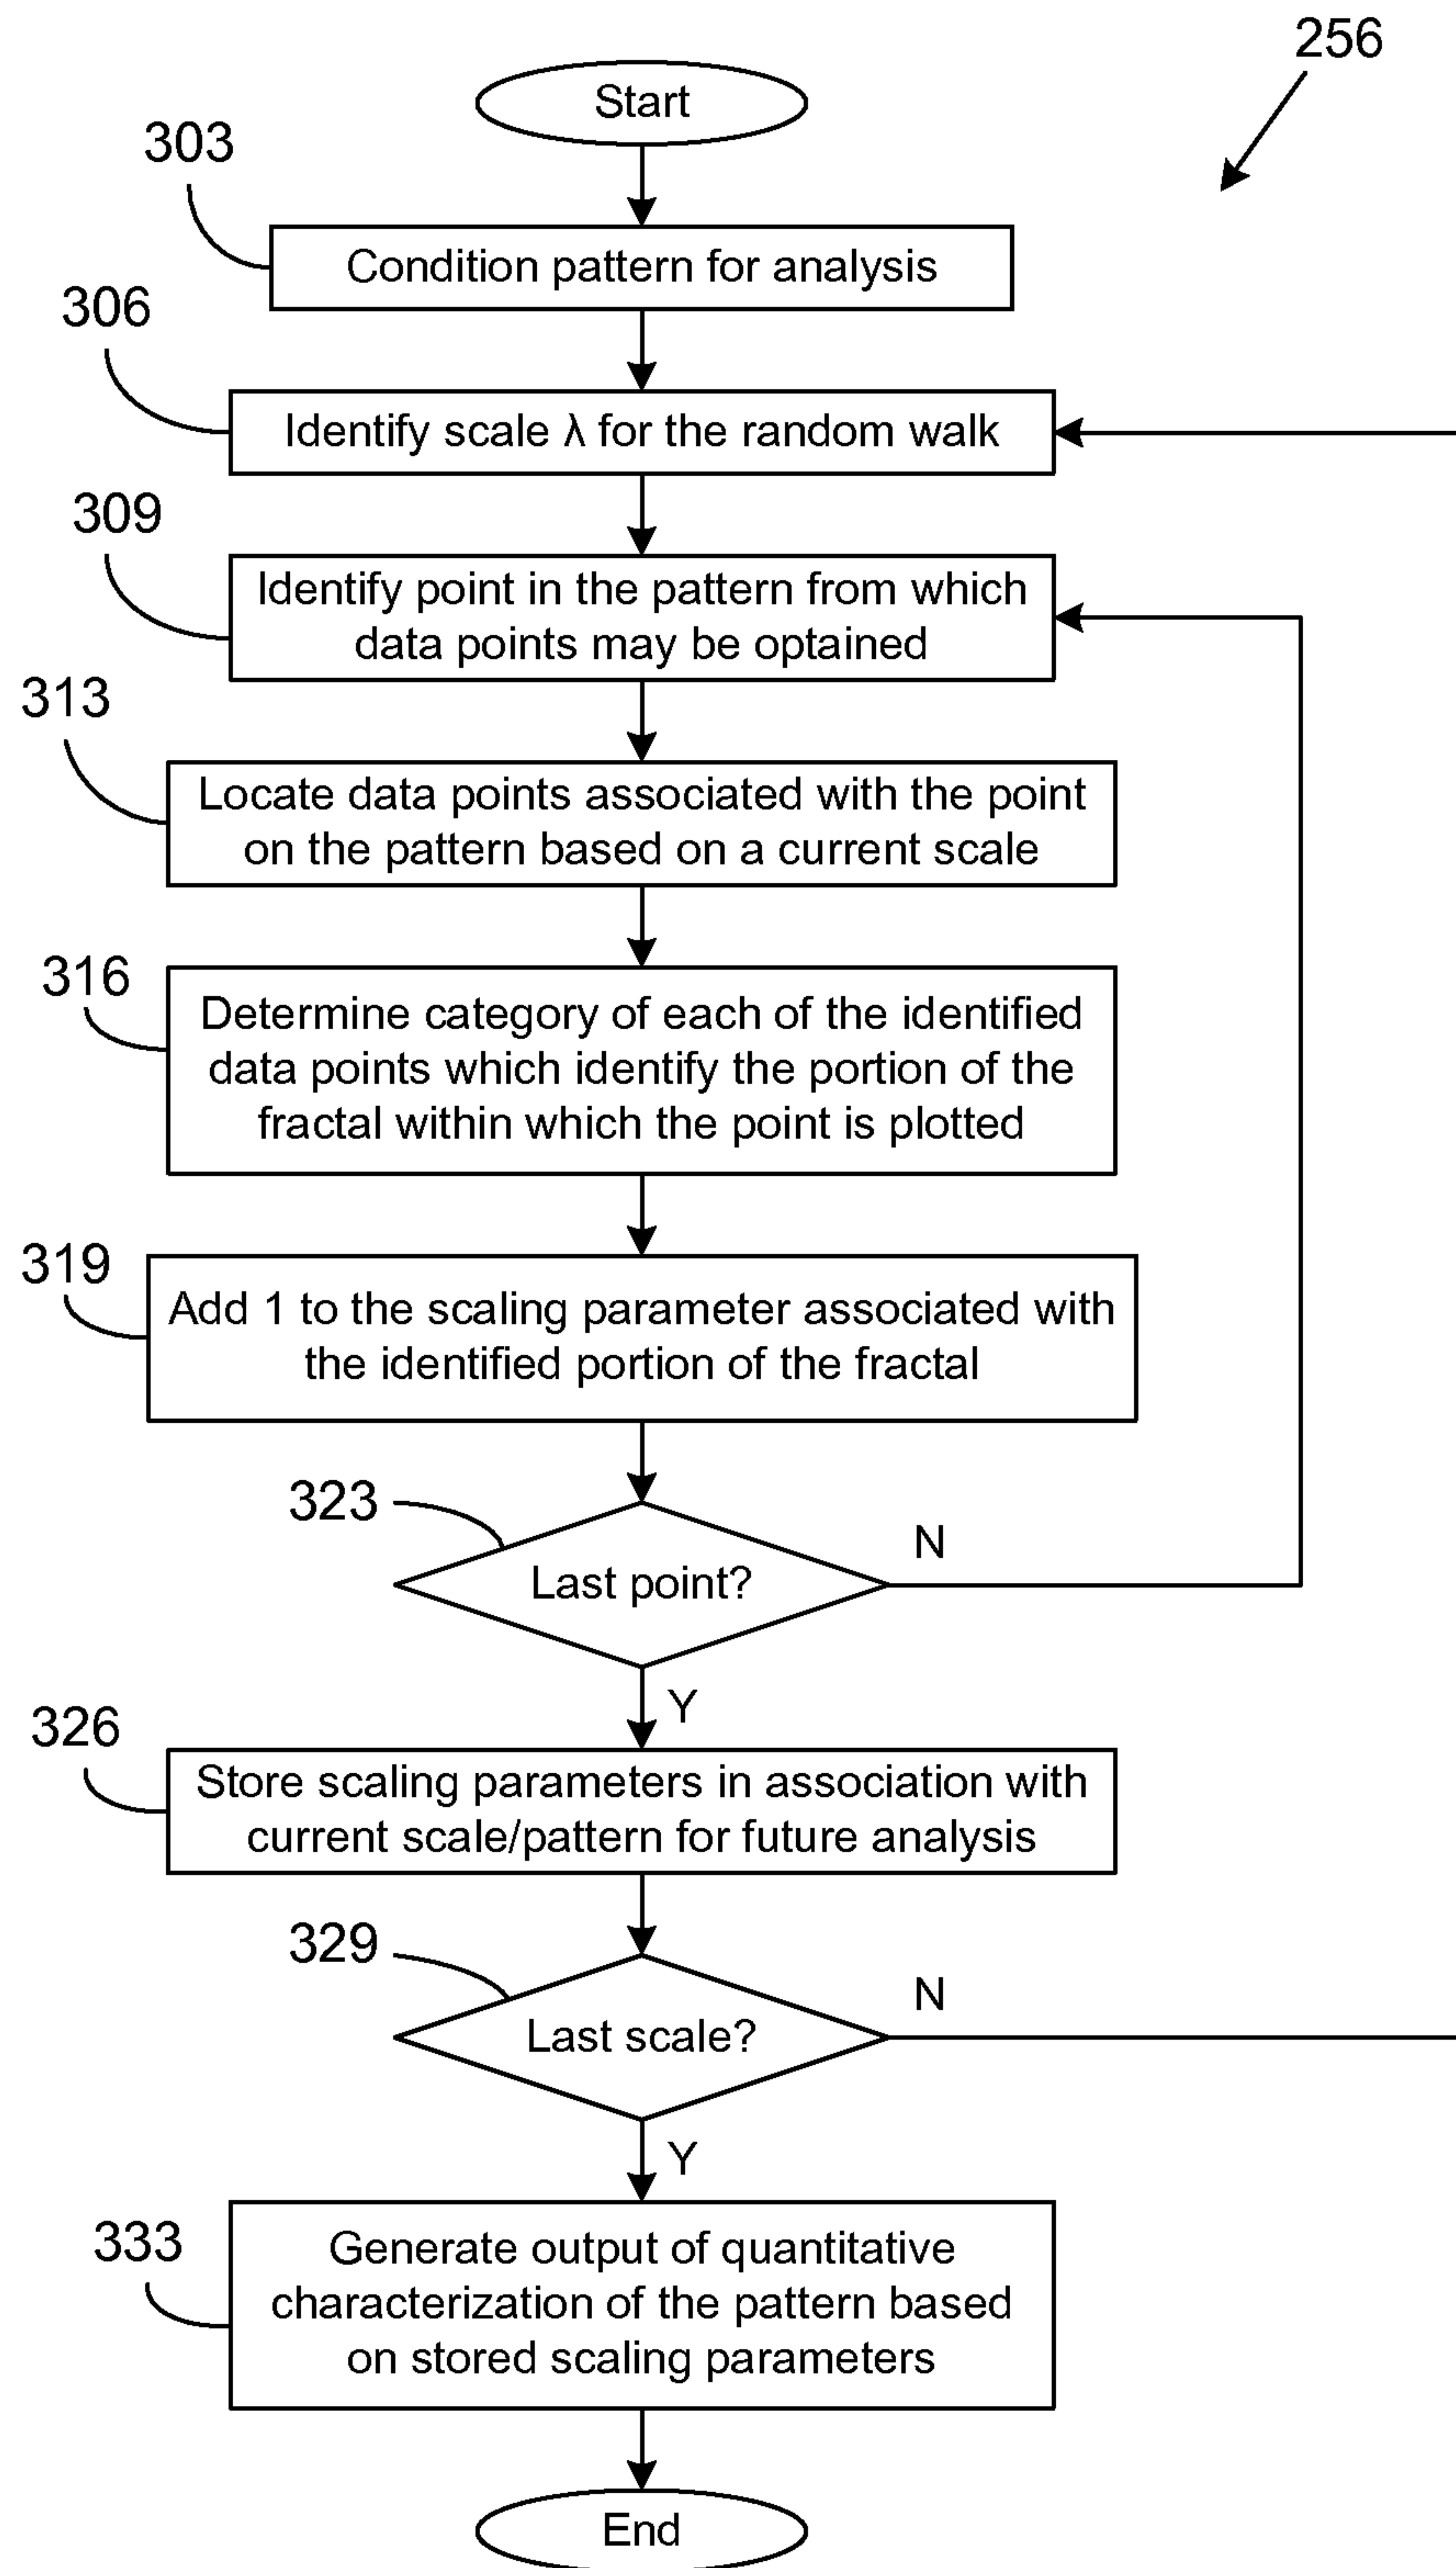 256
Start
303
Condition pattern for analysis
306
Identify scale λ for the random walk
309
Identify point in the pattern from which
data points may be optained
313
Locate data points associated with the point
on the pattern based on a current scale
316
Determine category of each of the identified
data points which identify the portion of the
fractal within which the point is plotted
319
Add 1 to the scaling parameter associated with
the identified portion of the fractal
323
N
Last point?
Y
326
Store scaling parameters in association with
current scale/pattern for future analysis
329
N
Last scale?
Y
333
Generate output of quantitative
characterization of the pattern based
on stored scaling parameters
End